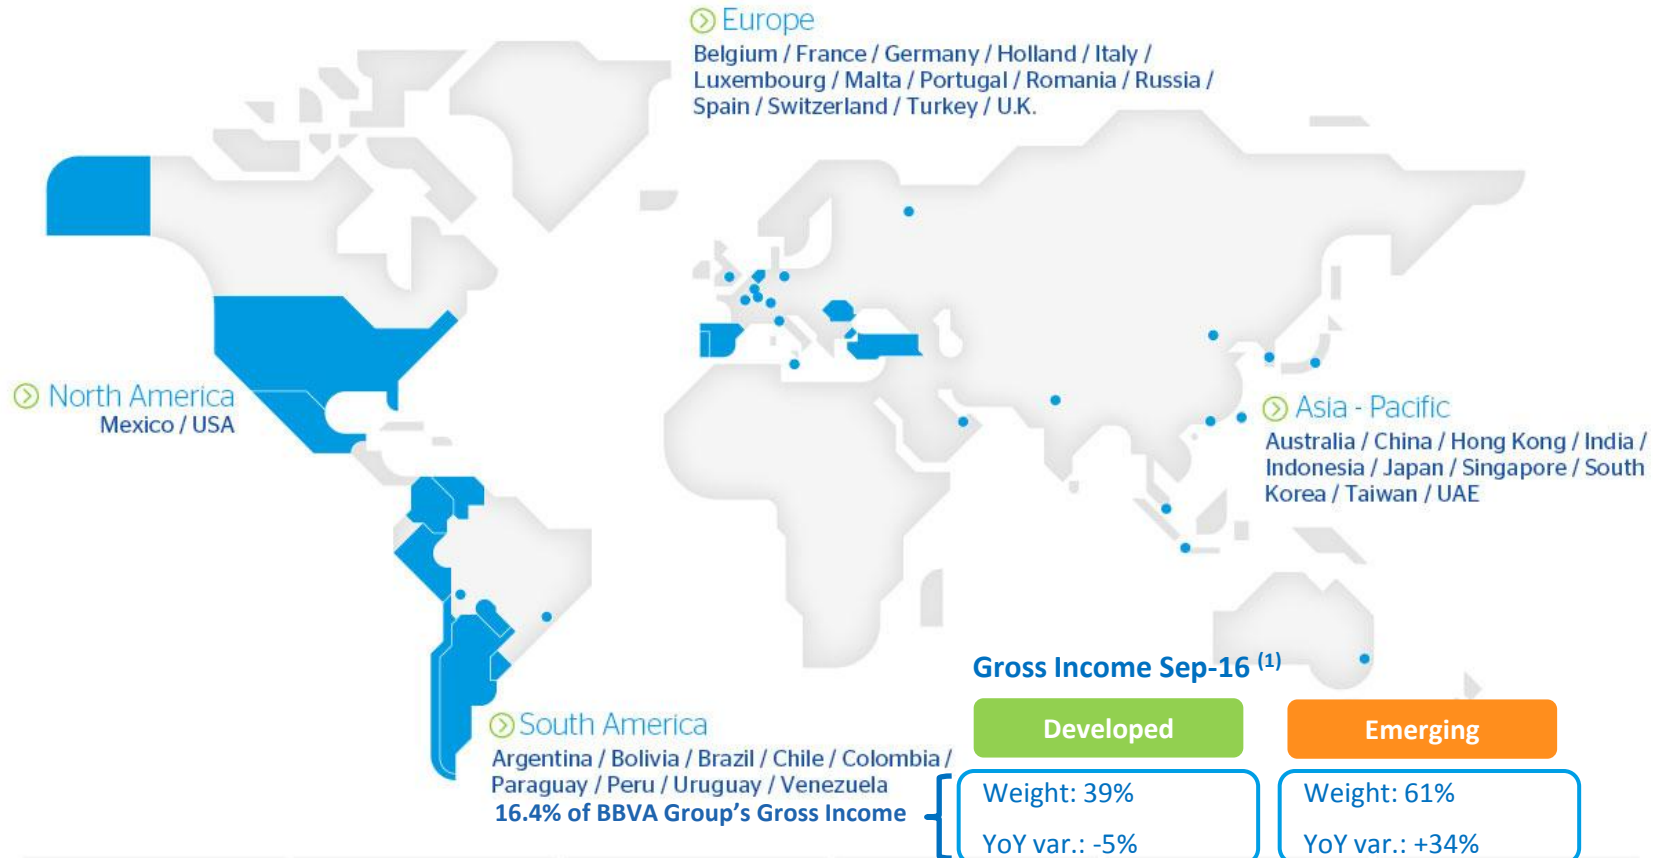 Europe
Belgium / France / Germany / Holland / Italy /
Luxembourg / Malta / Portugal / Romania / Russia /
Spain / Switzerland / Turkey / U.K.
North America
Mexico / USA
Asia - Pacific
Australia / China / Hong Kong / India /
Indonesia / Japan / Singapore / South
Korea / Taiwan / UAE
South America
Argentina / Bolivia / Brazil / Chile / Colombia /
Paraguay / Peru / Uruguay / Venezuela
16.4% of BBVA Group’s Gross Income
Gross Income Sep-16 (1)
Developed
Weight: 39%
YoY var.: -5%
Emerging
Weight: 61%
YoY var.: +34%